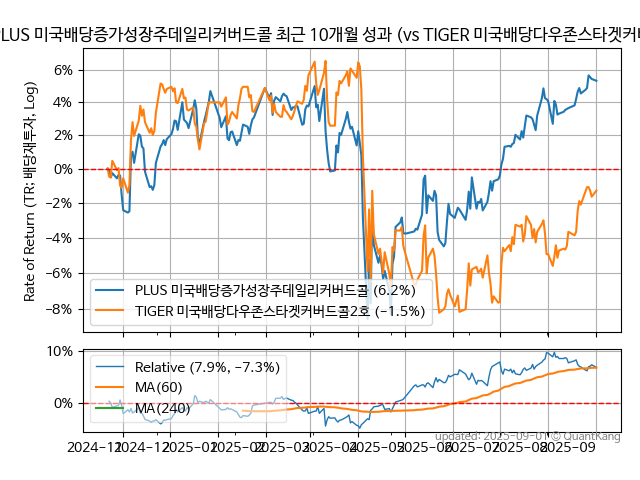 PLUS 미국배당증가성장주데일리커버드콜 최근 10개월 성과 (vs TIGER 미국배당다우존스타겟커버
Rate of Return (TR: 배당재투자, Log)
6%
4%
2%
0%
−2%
−4%
−6%
−8%
PLUS 미국배당증가성장주데일리커버드콜 (6.2%)
TIGER 미국배당다우존스타겟커버드콜2호 (−1.5%)
10%
0%
Relative (7.9%, −7.3%)
MA(60)
MA(240)
updated: 2025-09-01 © QuantKang
2024-11 2024-12 2025-01 2025-02 2025-03 2025-04 2025-05 2025-06 2025-07 2025-08 2025-09